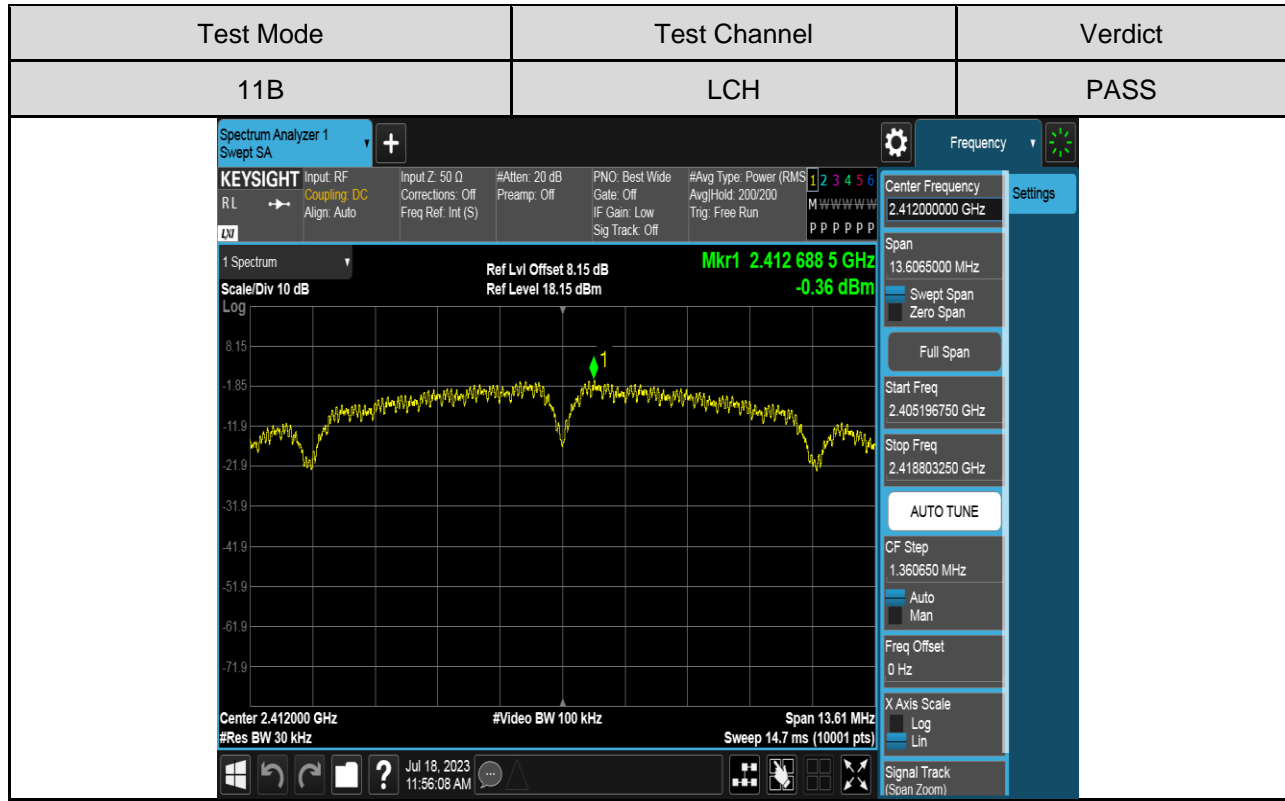 Test Mode
Test Channel
Verdict
11B
LCH
PASS
Spectrum Analyzer 1
Swept SA
+
Frequency
KEYSIGHT
RL
LXI
Input: RF
Coupling: DC
Align: Auto
Input Z: 50 Ω
Corrections: Off
Freq Ref: Int (S)
#Atten: 20 dB
Preamp: Off
PNO: Best Wide
Gate: Off
IF Gain: Low
Sig Track: Off
#Avg Type: Power (RMS
Avg|Hold: 200/200
Trig: Free Run
1 2 3 4 5 6
M W W W W W
P P P P P P
1 Spectrum
Scale/Div 10 dB
Ref Lvl Offset 8.15 dB
Ref Level 18.15 dBm
Mkr1 2.412 688 5 GHz
-0.36 dBm
Log
8.15
-1.85
-11.9
-21.9
-31.9
-41.9
-51.9
-61.9
-71.9
1
Center 2.412000 GHz
#Res BW 30 kHz
#Video BW 100 kHz
Span 13.61 MHz
Sweep 14.7 ms (10001 pts)
?
Jul 18, 2023
11:56:08 AM
Center Frequency
2.412000000 GHz
Settings
Span
13.6065000 MHz
Swept Span
Zero Span
Full Span
Start Freq
2.405196750 GHz
Stop Freq
2.418803250 GHz
AUTO TUNE
CF Step
1.360650 MHz
Auto
Man
Freq Offset
0 Hz
X Axis Scale
Log
Lin
Signal Track
(Span Zoom)